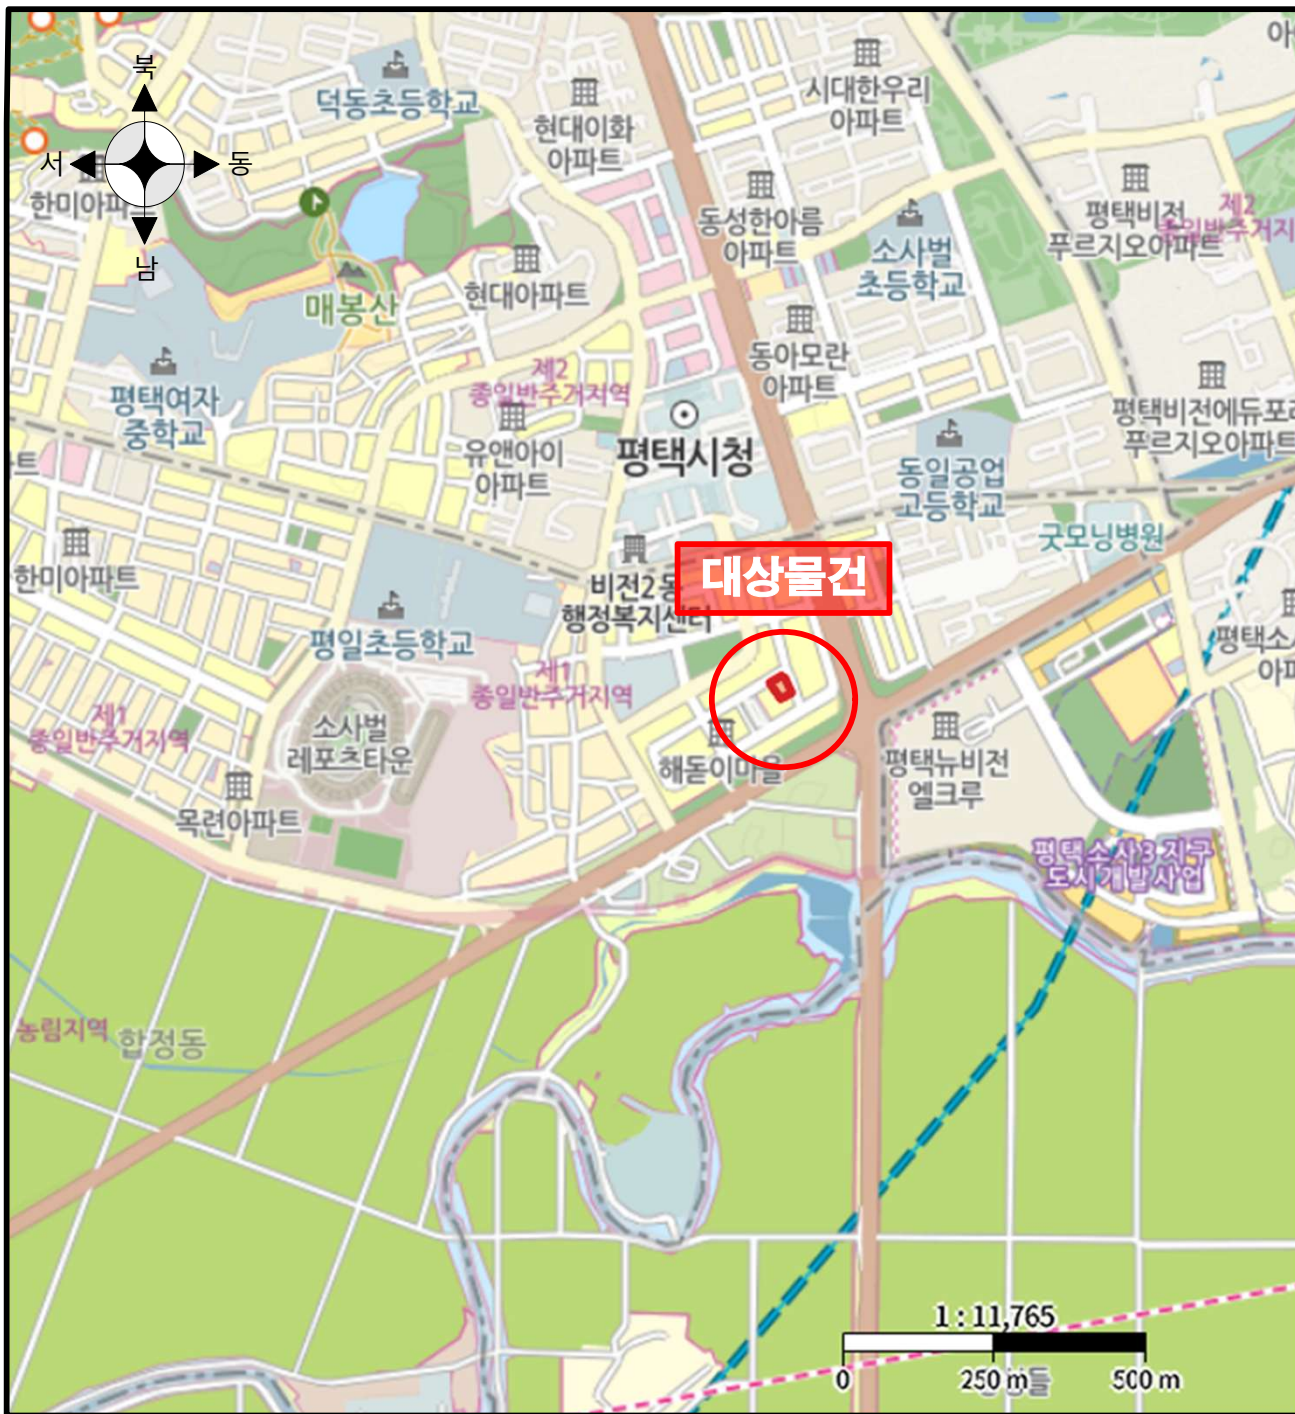 북
서
동
남
덕동초등학교
현대이화
아파트
시대한우리
아파트
한미아파트
동성한아름
아파트
소사벌
초등학교
평택비전
푸르지오아파트
제2
종일반주거지
현대아파트
매봉산
동아모란
아파트
평택여자
중학교
제2
종일반주거지역
유앤아이
아파트
평택시청
평택비전에듀포레
푸르지오아파트
동일공업
고등학교
굿모닝병원
한미아파트
비전2동
행정복지센터
대상물건
평일초등학교
제1
종일반주거지역
제1
종일반주거지역
소사벌
레포츠타운
해돋이마을
평택뉴비전
엘크루
평택소사
아파
목련아파트
평택소사3지구
도시개발사업
농림지역
합정동
1 : 11,765
0
250 m
500 m